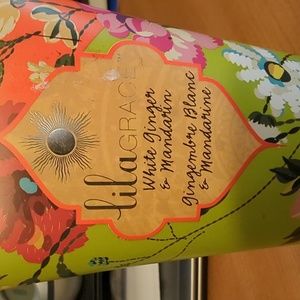 lilaGRACE
White Ginger
& Mandarin
Gingembre Blanc
& Mandarine